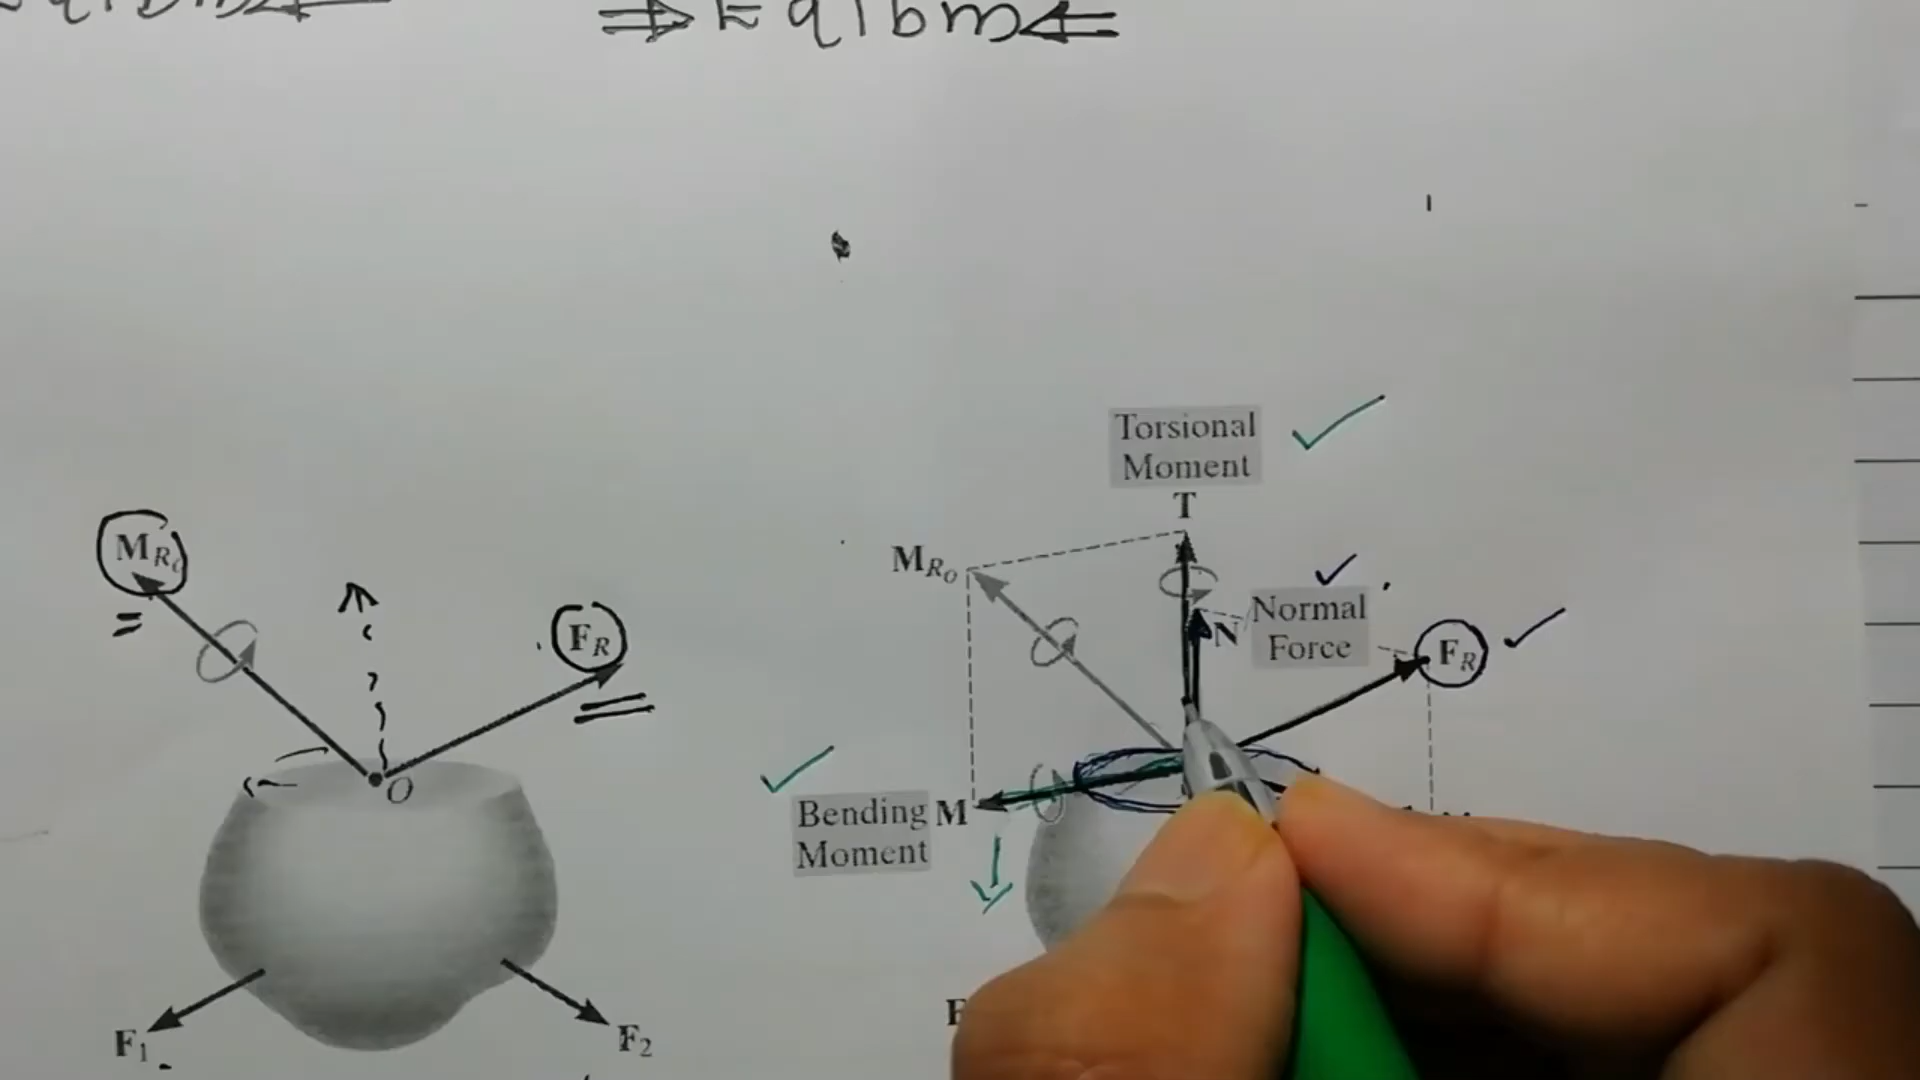 ⇒ Eqlbm ⇐
Torsional
Moment
T
M_{R_O}
M_{R_O}
Normal
Force
N
F_R
F_R
O
Bending
Moment
M
F_1
F_2